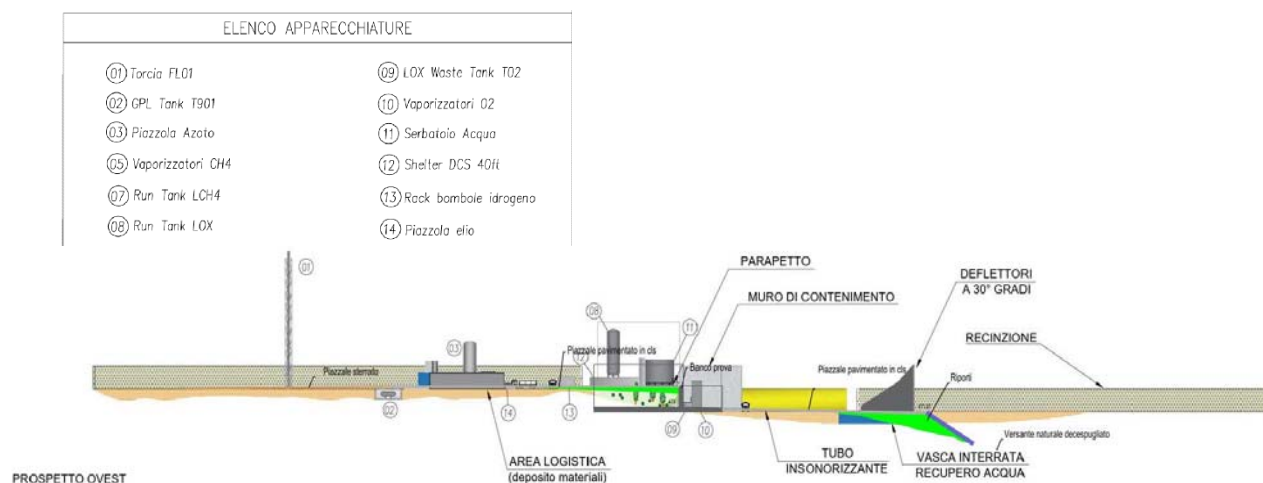 ELENCO APPARECCHIATURE
01 Torcia FL01
02 GPL Tank T901
03 Piazzola Azoto
05 Vaporizzatori CH4
07 Run Tank LCH4
08 Run Tank LOX
09 LOX Waste Tank T02
10 Vaporizzatori O2
11 Serbatoio Acqua
12 Shelter DCS 40ft
13 Rack bombole idrogeno
14 Piazzola elio
PARAPETTO
MURO DI CONTENIMENTO
DEFLETTORI
A 30° GRADI
RECINZIONE
01
08
11
03
12
Piazzale pavimentato in cls
Banco prova
Piazzale pavimentato in cls
Riporti
Piazzale sterrato
02
14
13
09
10
Versante naturale decespugliato
AREA LOGISTICA
(deposito materiali)
TUBO
INSONORIZZANTE
VASCA INTERRATA
RECUPERO ACQUA
PROSPETTO OVEST